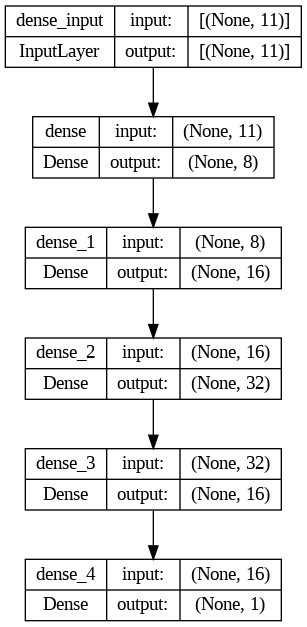 dense_input input: [(None, 11)]
InputLayer output: [(None, 11)]
dense input: (None, 11)
Dense output: (None, 8)
dense_1 input: (None, 8)
Dense output: (None, 16)
dense_2 input: (None, 16)
Dense output: (None, 32)
dense_3 input: (None, 32)
Dense output: (None, 16)
dense_4 input: (None, 16)
Dense output: (None, 1)